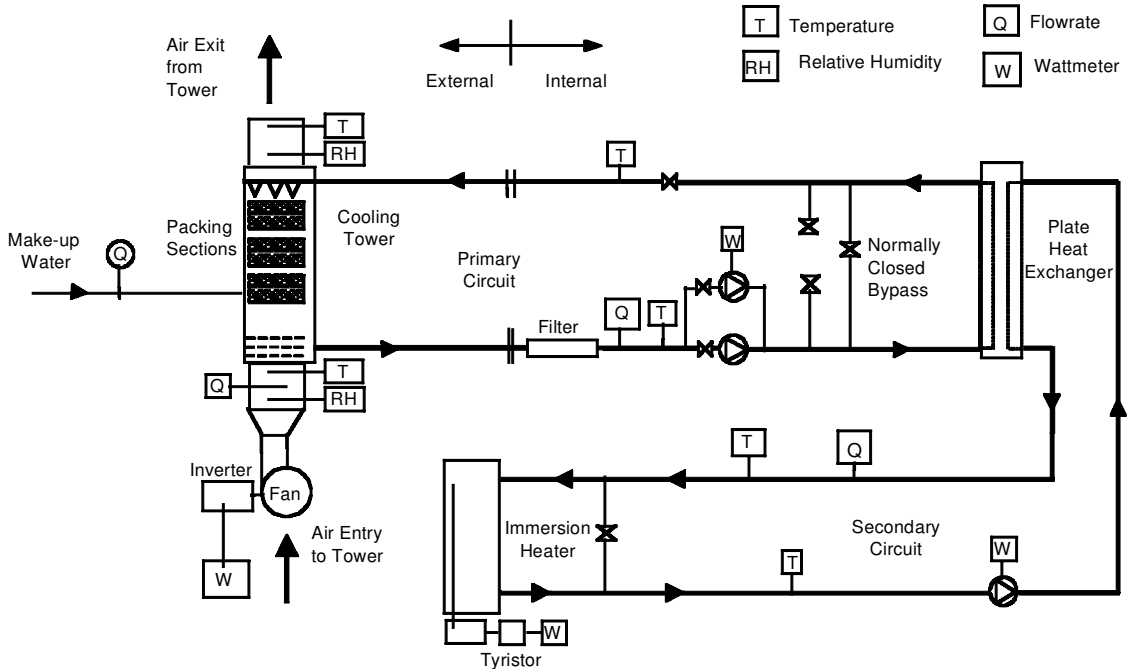 Air Exit
from
Tower
External
Internal
T
Temperature
Q
Flowrate
RH
Relative Humidity
W
Wattmeter
T
RH
T
Packing
Sections
Cooling
Tower
Make-up
Water
Q
Primary
Circuit
W
Normally
Closed
Bypass
Plate
Heat
Exchanger
Filter
Q
T
T
Q
RH
Inverter
Fan
W
Air Entry
to Tower
T
Q
Immersion
Heater
Secondary
Circuit
T
W
W
Tyristor